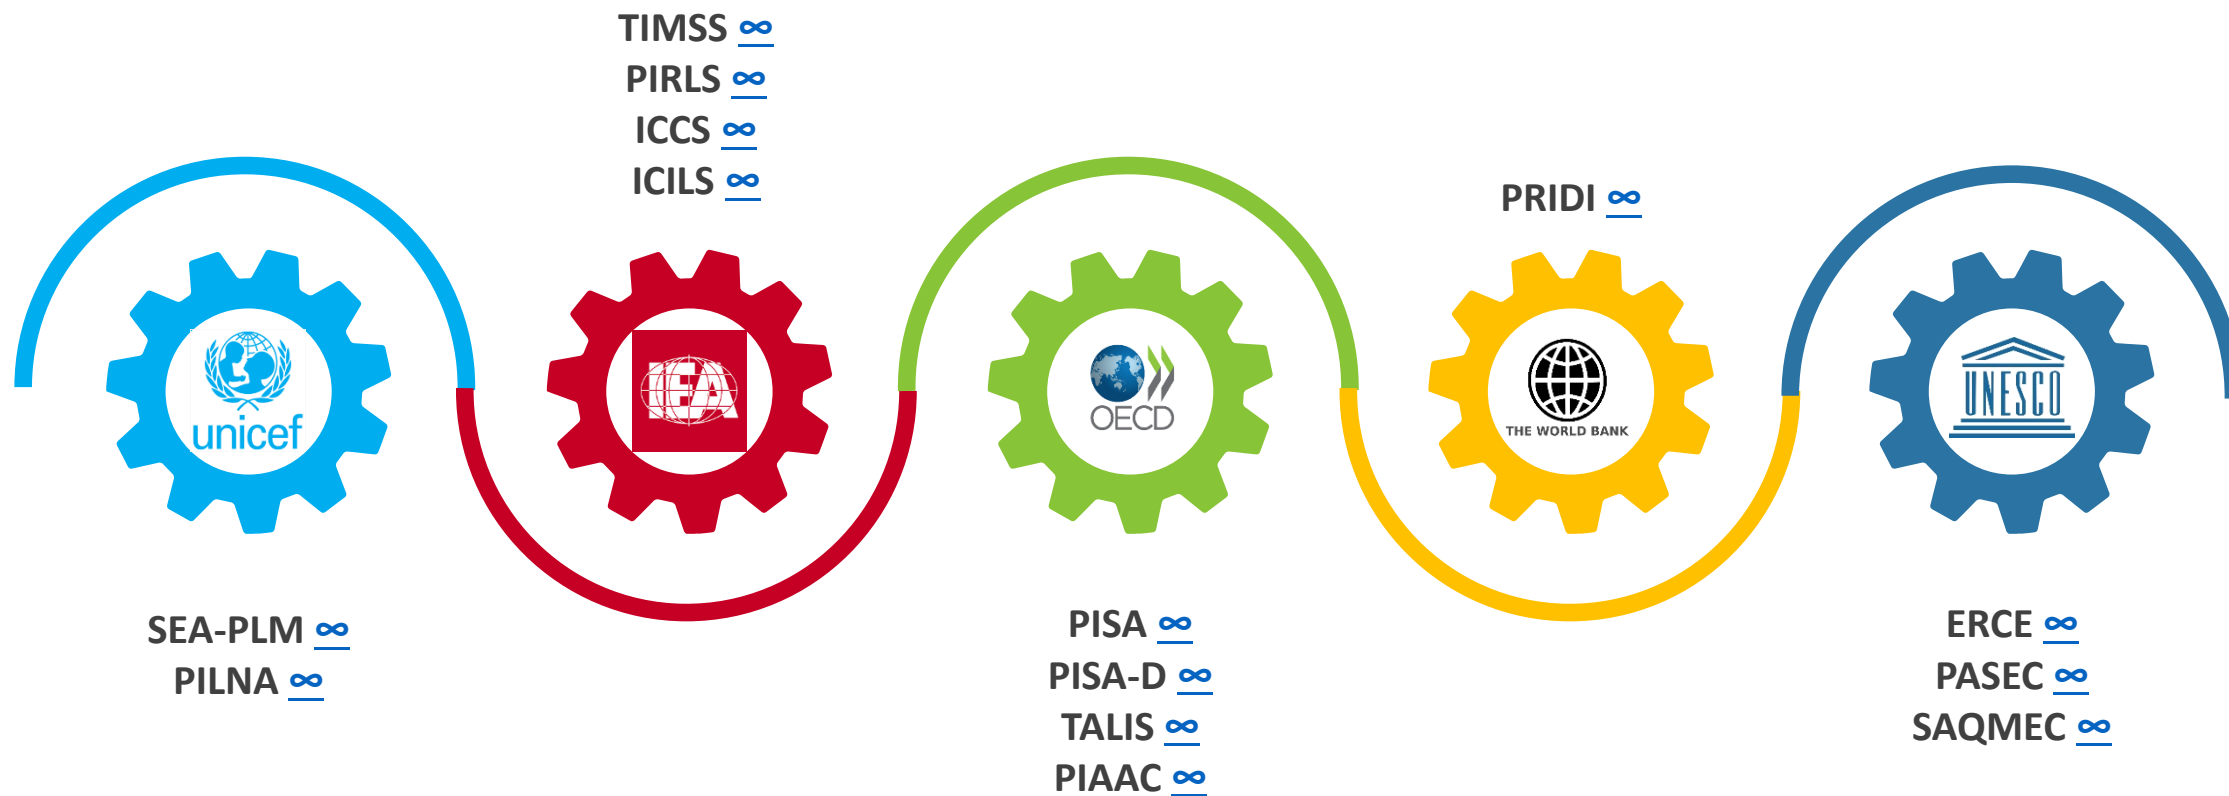 TIMSS ∞
PIRLS ∞
ICCS ∞
ICILS ∞
PRIDI ∞
unicef
IEA
OECD
THE WORLD BANK
UNESCO
SEA-PLM ∞
PILNA ∞
PISA ∞
PISA-D ∞
TALIS ∞
PIAAC ∞
ERCE ∞
PASEC ∞
SAQMEC ∞